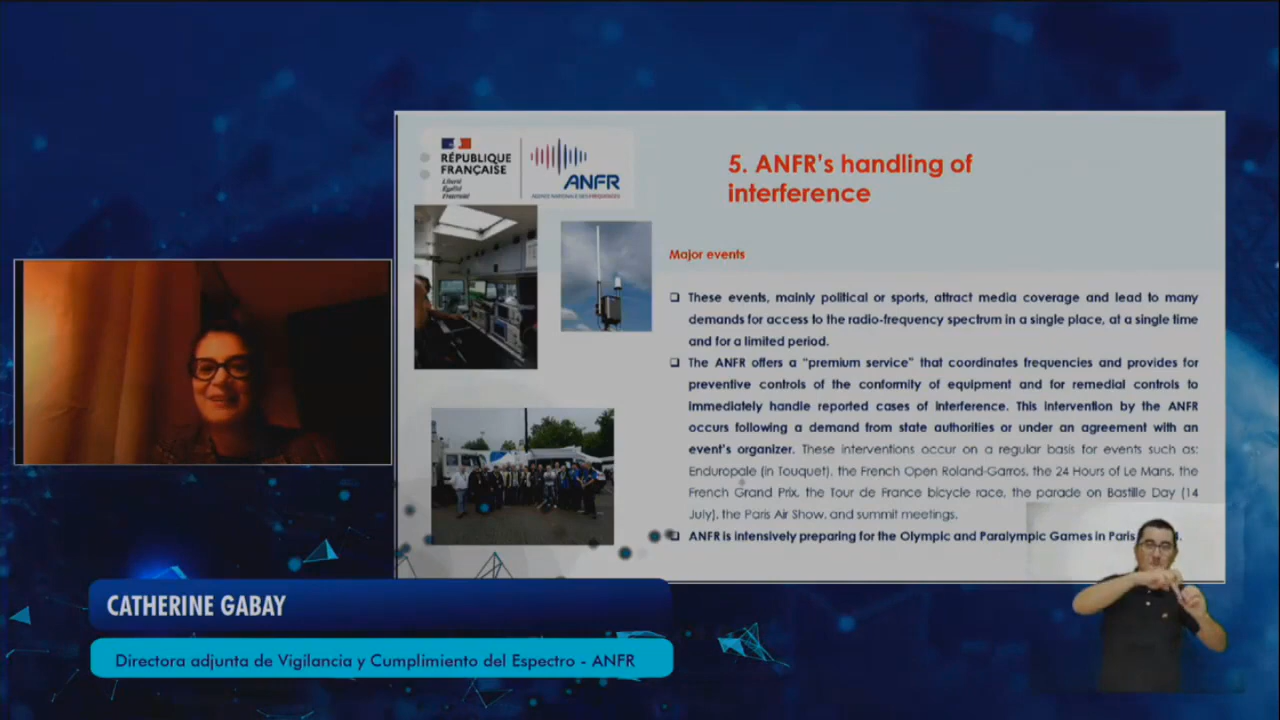 RÉPUBLIQUE
FRANÇAISE
Liberté
Égalité
Fraternité
ANFR
AGENCE NATIONALE DES FRÉQUENCES
5. ANFR's handling of
interference
Major events
❑ These events, mainly political or sports, attract media coverage and lead to many
demands for access to the radio-frequency spectrum in a single place, at a single time
and for a limited period.
❑ The ANFR offers a "premium service" that coordinates frequencies and provides for
preventive controls of the conformity of equipment and for remedial controls to
immediately handle reported cases of interference. This intervention by the ANFR
occurs following a demand from state authorities or under an agreement with an
event's organizer. These interventions occur on a regular basis for events such as:
Enduropale (in Touquet), the French Open Roland-Garros, the 24 Hours of Le Mans, the
French Grand Prix, the Tour de France bicycle race, the parade on Bastille Day (14
July), the Paris Air Show, and summit meetings.
❑ ANFR is intensively preparing for the Olympic and Paralympic Games in Paris
CATHERINE GABAY
Directora adjunta de Vigilancia y Cumplimiento del Espectro - ANFR